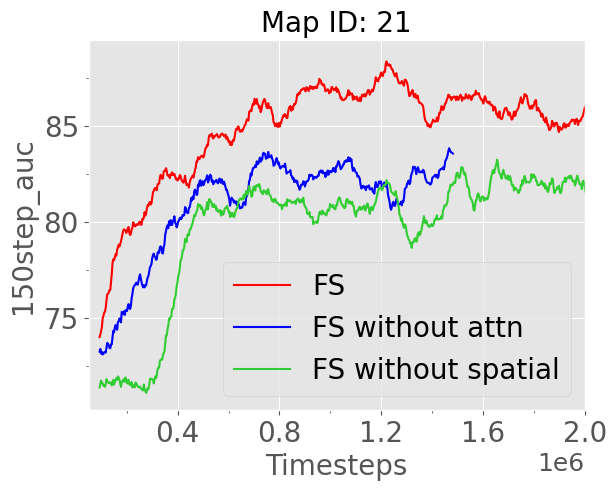 Map ID: 21
150step_auc
85
80
75
FS
FS without attn
FS without spatial
0.4 0.8 1.2 1.6 2.0
Timesteps
1e6